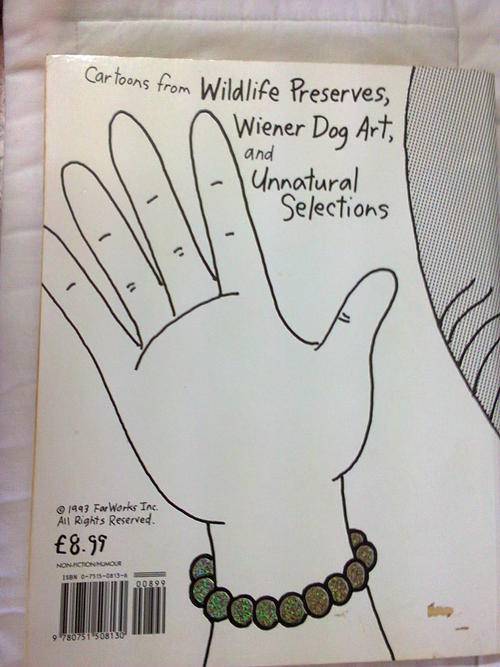 Cartoons from Wildlife Preserves,
Wiener Dog Art,
and
Unnatural
Selections
© 1993 FarWorks Inc.
All Rights Reserved.
£8.99
NON-FICTION/HUMOUR
ISBN 0-7515-0813-6
00899
9 780751 508130